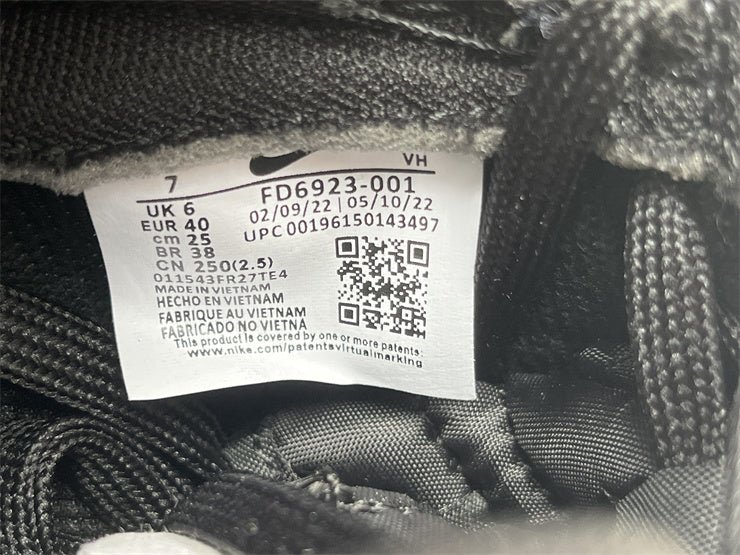 7
VH
UK 6
FD6923-001
EUR 40
02/09/22 | 05/10/22
cm 25
UPC 00196150143497
BR 38
CN 250(2.5)
011543FR27TE4
MADE IN VIETNAM
HECHO EN VIETNAM
FABRIQUE AU VIETNAM
FABRICADO NO VIETNA
This product is covered by one or more patents:
www.nike.com/patentsvirtualmarking